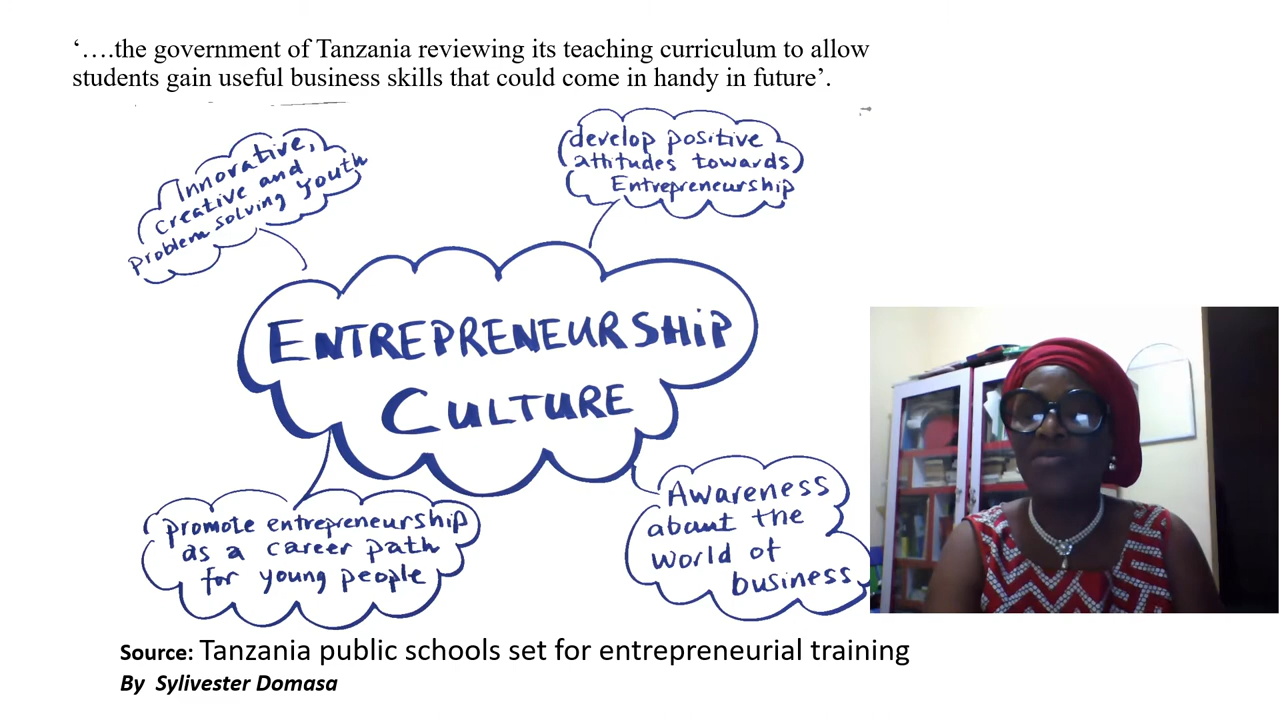 ‘….the government of Tanzania reviewing its teaching curriculum to allow
students gain useful business skills that could come in handy in future’.
Innovative,
creative and
problem solving youth
develop positive
attitudes towards
Entrepreneurship
ENTREPRENEURSHiP
CULTURE
promote entrepreneurship
as a career path
for young people
Awareness
about the
world of
business
Source: Tanzania public schools set for entrepreneurial training
By Sylivester Domasa